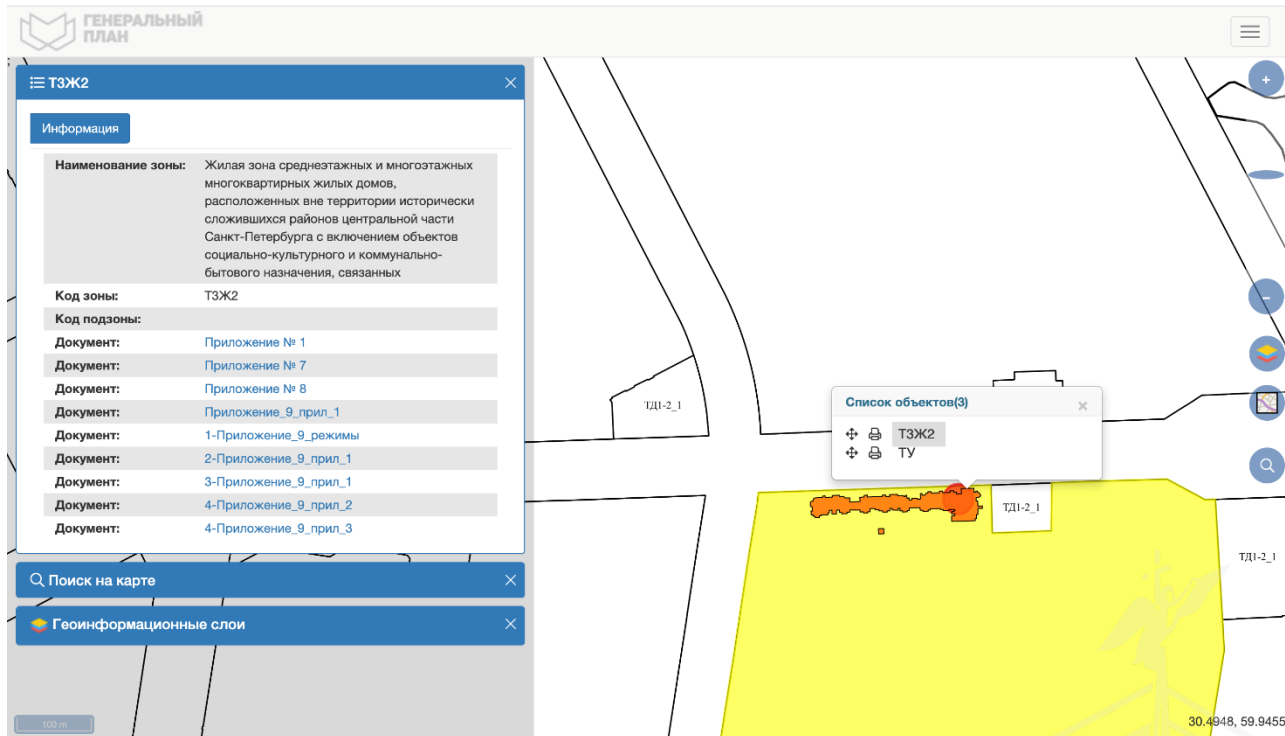 ГЕНЕРАЛЬНЫЙ
ПЛАН
Т3Ж2
Информация
Наименование зоны: Жилая зона среднеэтажных и многоэтажных
многоквартирных жилых домов,
расположенных вне территории исторически
сложившихся районов центральной части
Санкт-Петербурга с включением объектов
социально-культурного и коммунально-
бытового назначения, связанных
Код зоны: Т3Ж2
Код подзоны:
Документ: Приложение № 1
Документ: Приложение № 7
Документ: Приложение № 8
Документ: Приложение_9_прил_1
Документ: 1-Приложение_9_режимы
Документ: 2-Приложение_9_прил_1
Документ: 3-Приложение_9_прил_1
Документ: 4-Приложение_9_прил_2
Документ: 4-Приложение_9_прил_3
Поиск на карте
Геоинформационные слои
100 m
ТД1-2_1
Список объектов(3)
Т3Ж2
ТУ
ТД1-2_1
ТД1-2_1
30.4948, 59.9455